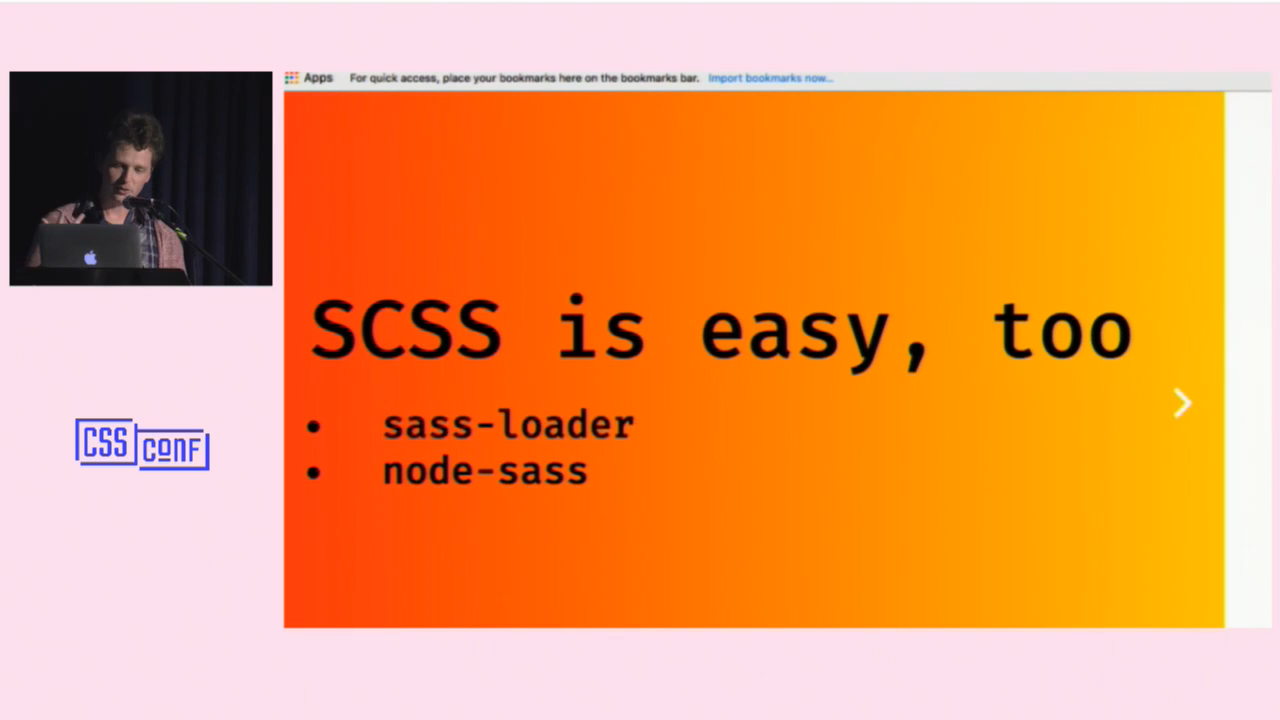 Apps For quick access, place your bookmarks here on the bookmarks bar. Import bookmarks now...
SCSS is easy, too
• sass-loader
• node-sass
CSS
CONF